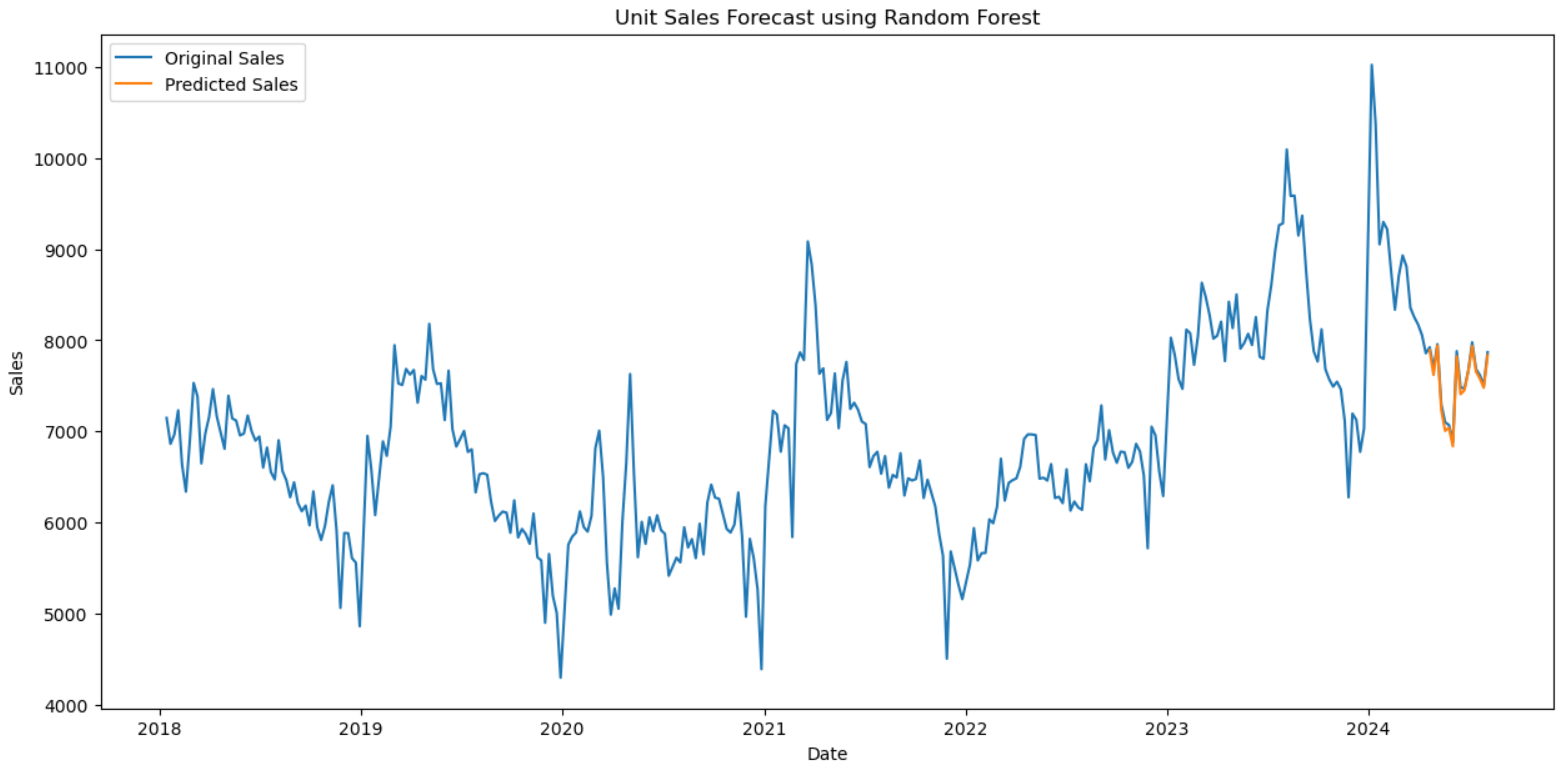 Unit Sales Forecast using Random Forest
Original Sales
Predicted Sales
11000
10000
9000
8000
7000
6000
5000
4000
Sales
2018 2019 2020 2021 2022 2023 2024
Date